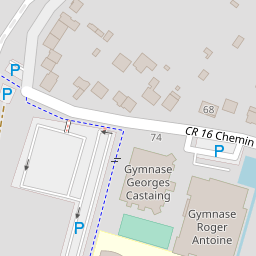 P
P
68
CR 16 Chemin
74
P
Gymnase
Georges
Castaing
Gymnase
Roger
Antoine
P